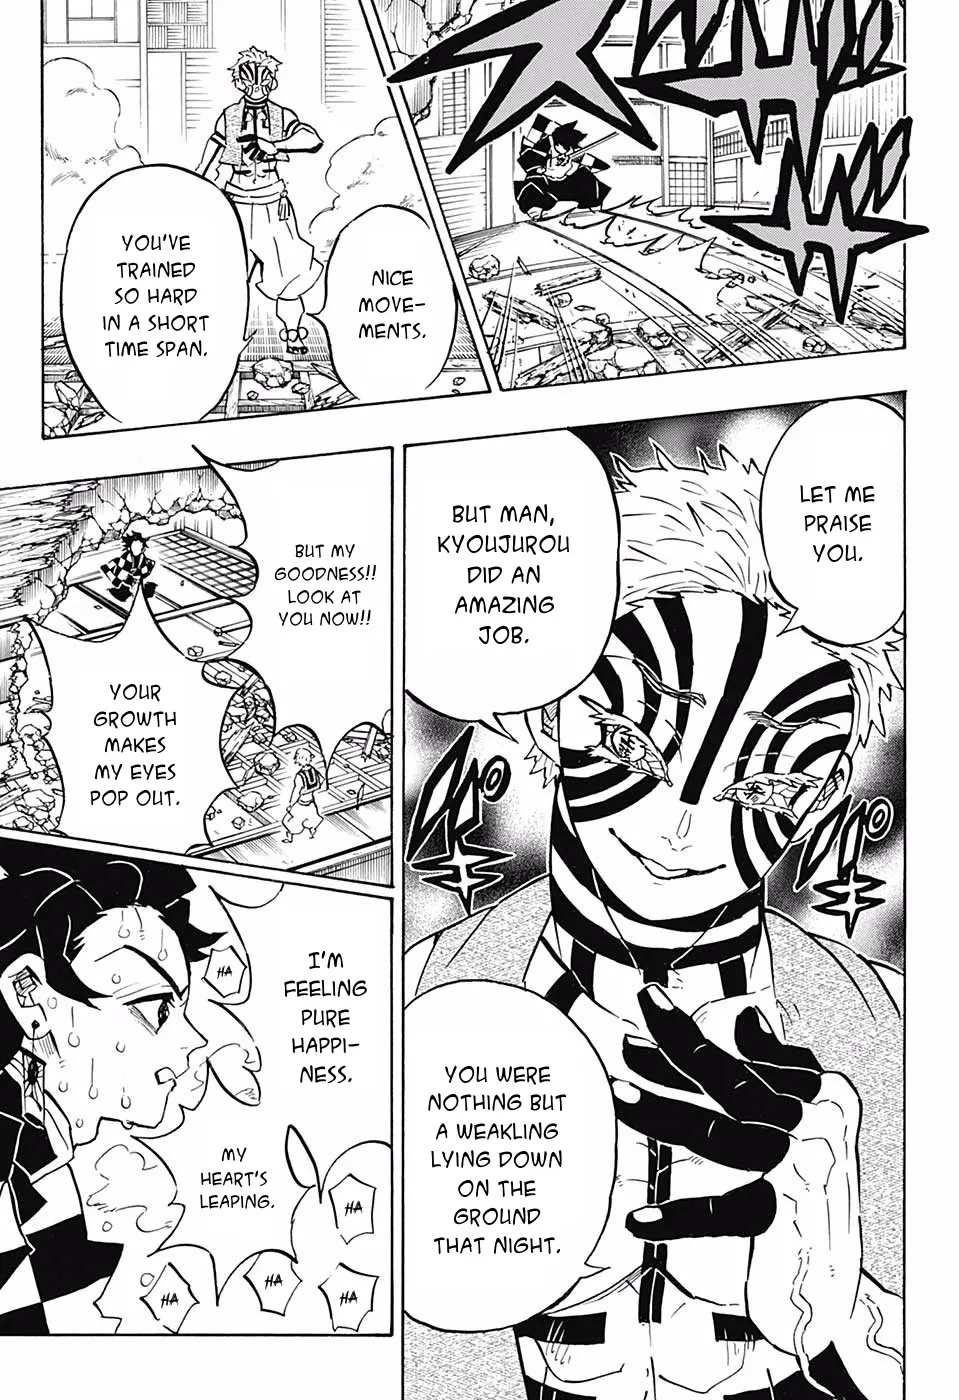 NICE
MOVE-
MENTS.
YOU'VE
TRAINED
SO HARD
IN A SHORT
TIME SPAN.
LET ME
PRAISE
YOU.
BUT MAN,
KYOUJUROU
DID AN
AMAZING
JOB.
YOU WERE
NOTHING BUT
A WEAKLING
LYING DOWN
ON THE
GROUND
THAT NIGHT.
BUT MY
GOODNESS!!
LOOK AT
YOU NOW!!
YOUR
GROWTH
MAKES
MY EYES
POP OUT.
I'M
FEELING
PURE
HAPPI-
NESS.
MY
HEART'S
LEAPING.
HA
HA
HA
HA
HA